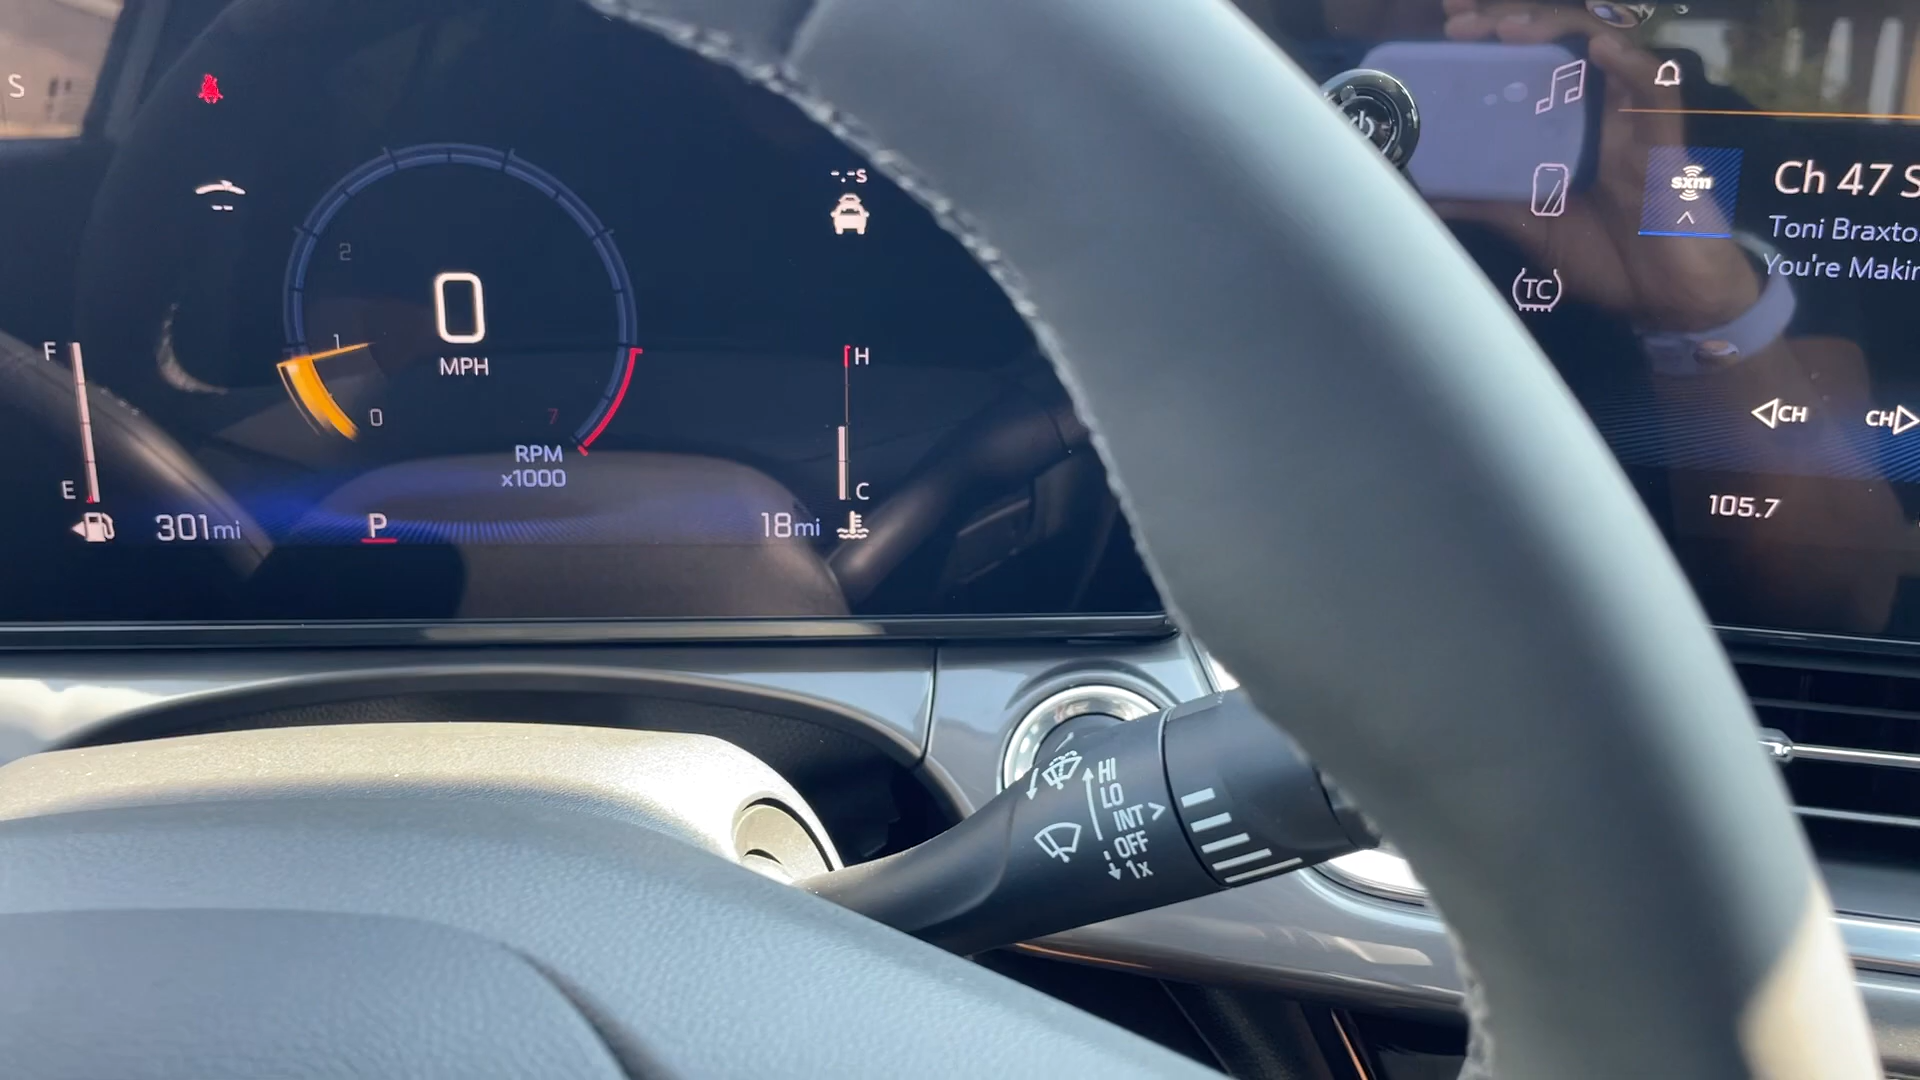 S
2
1
0
MPH
0
7
RPM
x1000
F
E
301mi
P
-.-s
H
C
18mi
TC
sxm
Ch 47 S
Toni Braxto
You're Makin
CH
CH
105.7
HI
LO
INT
OFF
1x